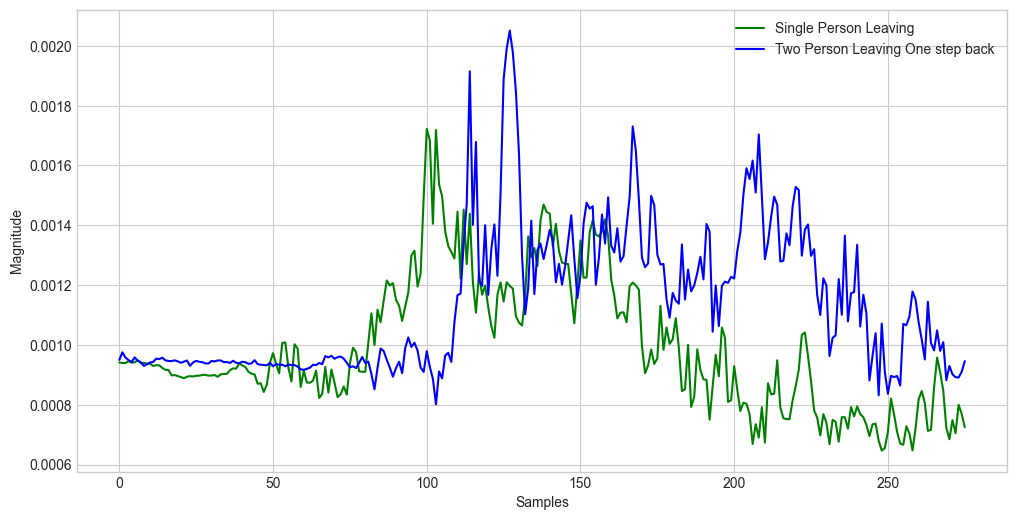 Single Person Leaving
Two Person Leaving One step back
Magnitude
0.0020
0.0018
0.0016
0.0014
0.0012
0.0010
0.0008
0.0006
0 50 100 150 200 250
Samples